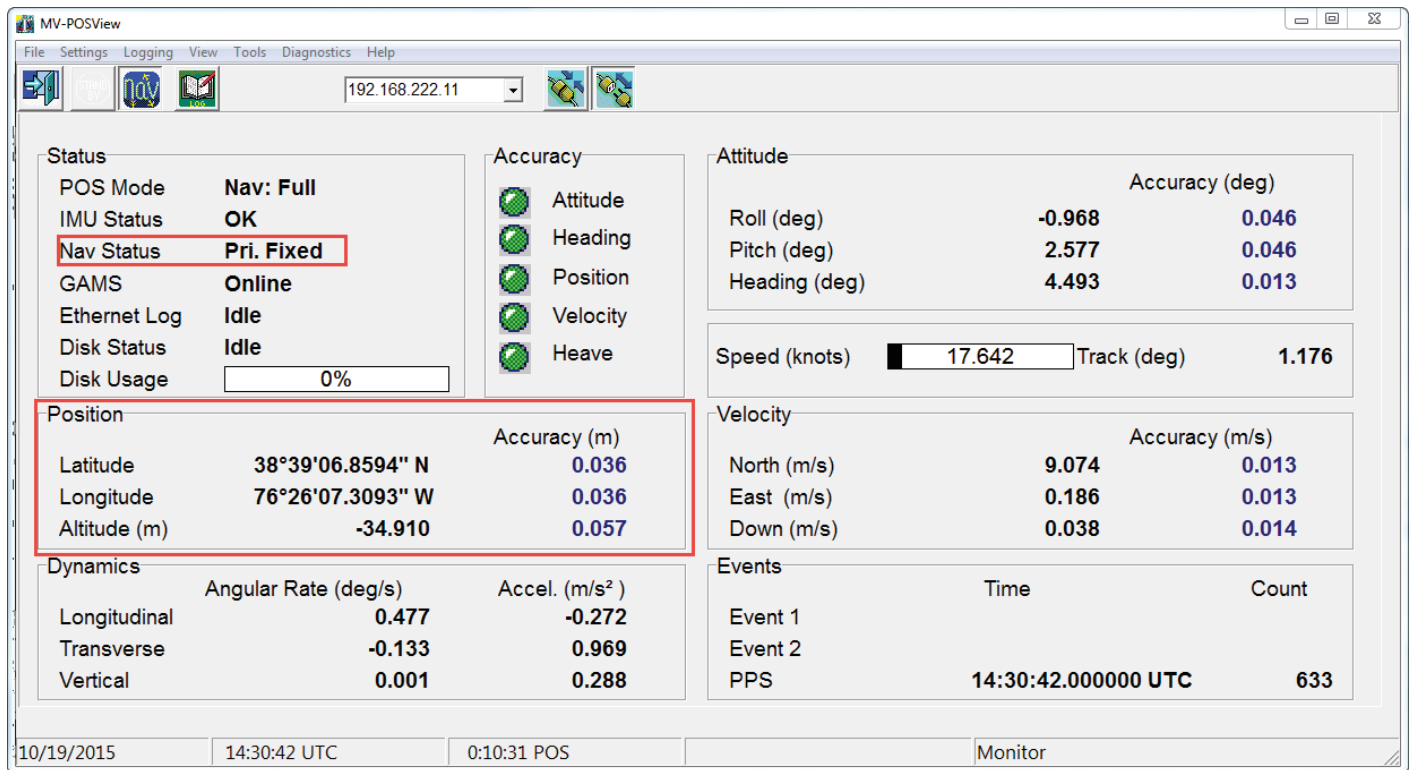 MV-POSView
File Settings Logging View Tools Diagnostics Help
STAND BY nav LOG 192.168.222.11
Status
POS Mode Nav: Full
IMU Status OK
Nav Status Pri. Fixed
GAMS Online
Ethernet Log Idle
Disk Status Idle
Disk Usage 0%
Accuracy
Attitude
Heading
Position
Velocity
Heave
Attitude
Accuracy (deg)
Roll (deg) -0.968 0.046
Pitch (deg) 2.577 0.046
Heading (deg) 4.493 0.013
Speed (knots) 17.642 Track (deg) 1.176
Position
Accuracy (m)
Latitude 38°39'06.8594" N 0.036
Longitude 76°26'07.3093" W 0.036
Altitude (m) -34.910 0.057
Velocity
Accuracy (m/s)
North (m/s) 9.074 0.013
East (m/s) 0.186 0.013
Down (m/s) 0.038 0.014
Dynamics
Angular Rate (deg/s) Accel. (m/s² )
Longitudinal 0.477 -0.272
Transverse -0.133 0.969
Vertical 0.001 0.288
Events
Time Count
Event 1
Event 2
PPS 14:30:42.000000 UTC 633
10/19/2015 14:30:42 UTC 0:10:31 POS Monitor